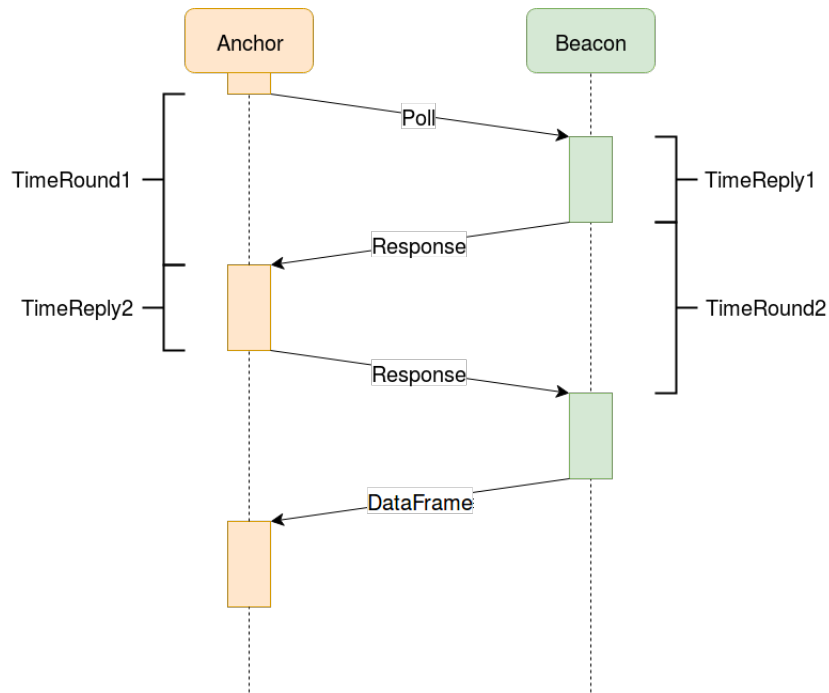 Anchor
Beacon
Poll
TimeRound1
TimeReply1
Response
TimeReply2
TimeRound2
Response
DataFrame